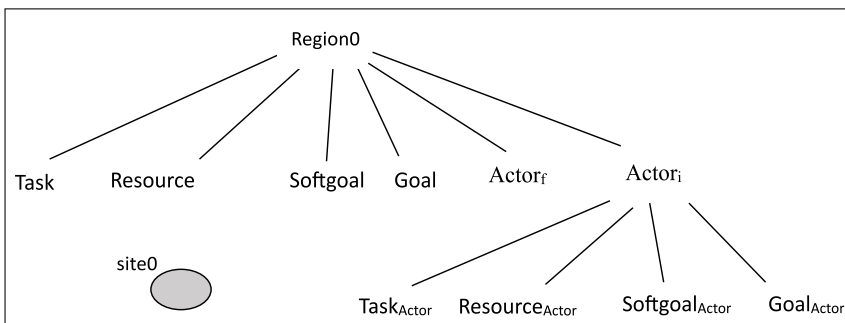 Region0
Task Resource Softgoal Goal Actorf Actori
site0
TaskActor ResourceActor SoftgoalActor GoalActor